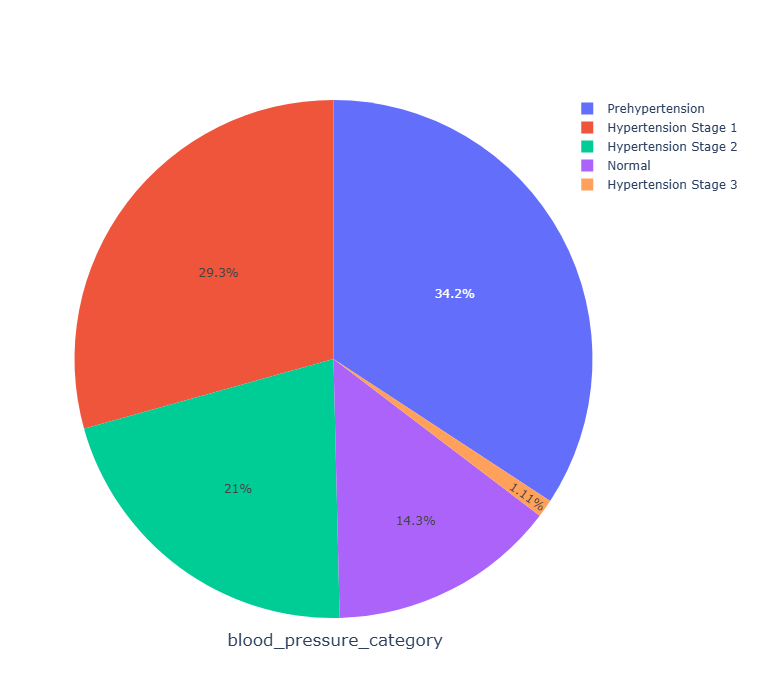 Prehypertension
Hypertension Stage 1
Hypertension Stage 2
Normal
Hypertension Stage 3
29.3%
34.2%
21%
1.11%
14.3%
blood_pressure_category